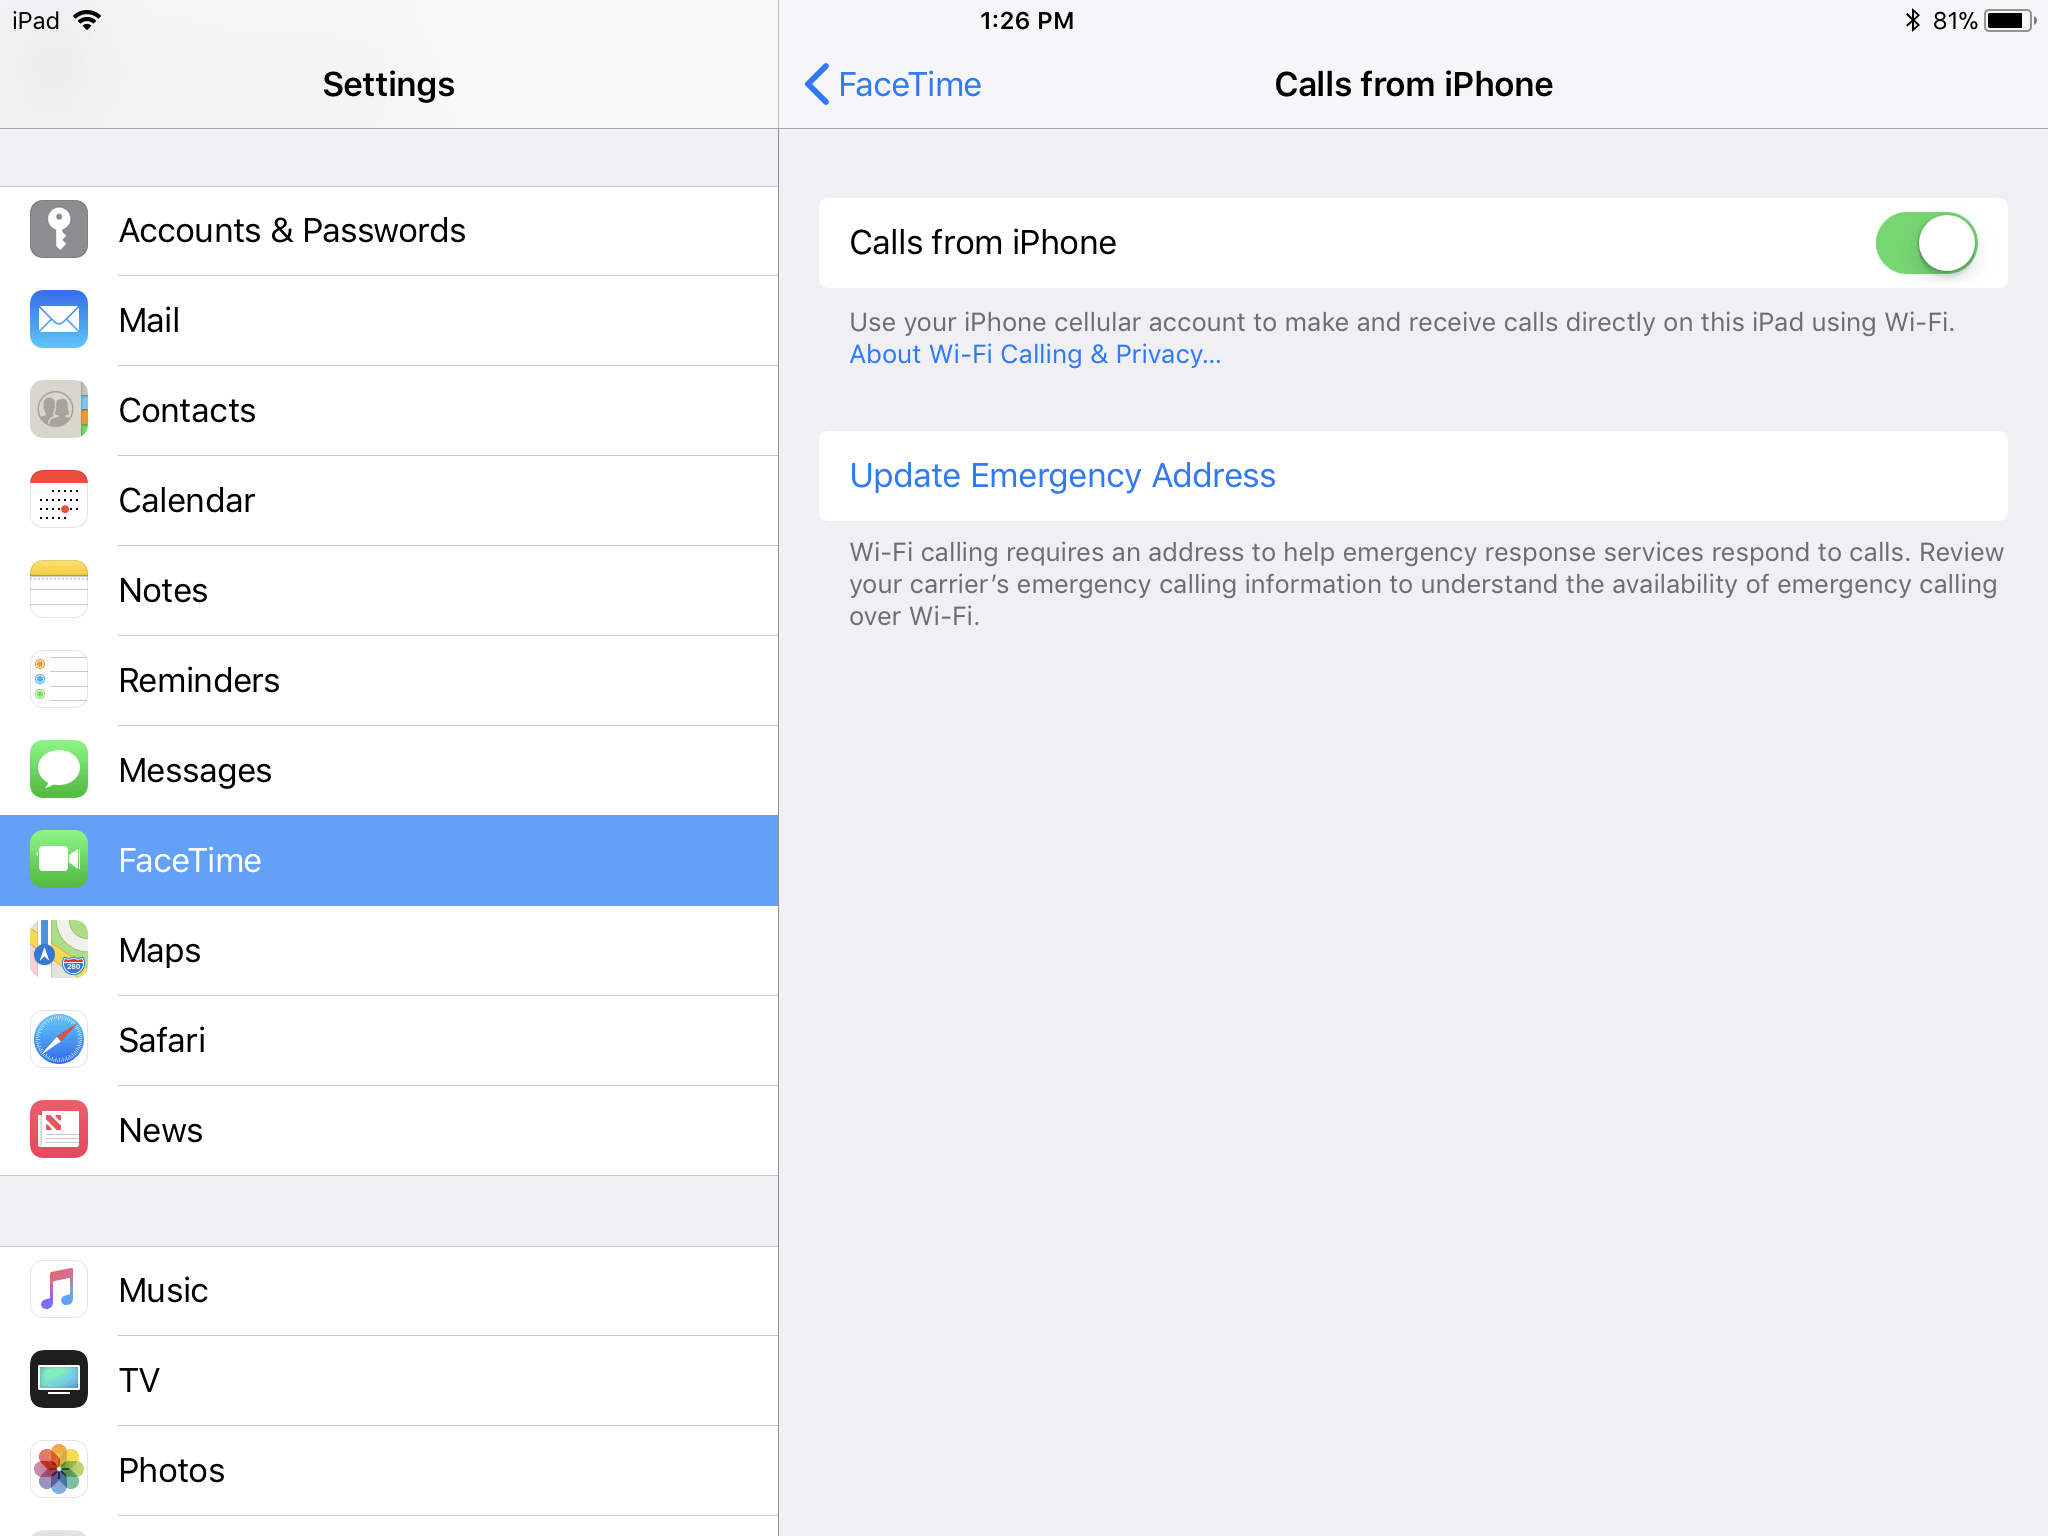 iPad
1:26 PM
81%
Settings
FaceTime
Calls from iPhone
Accounts & Passwords
Mail
Contacts
Calendar
Notes
Reminders
Messages
FaceTime
Maps
280
Safari
News
Music
TV
Photos
Calls from iPhone
Use your iPhone cellular account to make and receive calls directly on this iPad using Wi-Fi.
About Wi-Fi Calling & Privacy...
Update Emergency Address
Wi-Fi calling requires an address to help emergency response services respond to calls. Review
your carrier’s emergency calling information to understand the availability of emergency calling
over Wi-Fi.